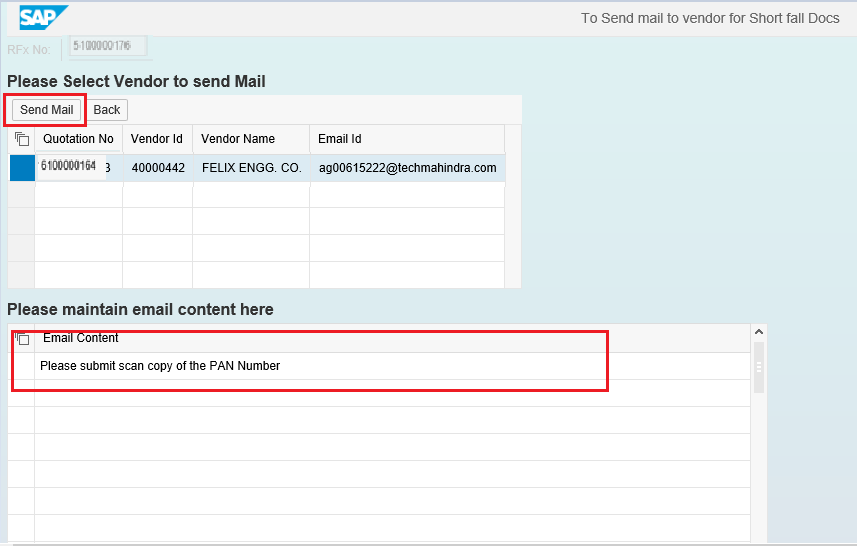 SAP
To Send mail to vendor for Short fall Docs
RFx No:
Please Select Vendor to send Mail
Send Mail Back
Quotation No Vendor Id Vendor Name Email Id
6100000164 3 40000442 FELIX ENGG. CO. ag00615222@techmahindra.com
Please maintain email content here
Email Content
Please submit scan copy of the PAN Number